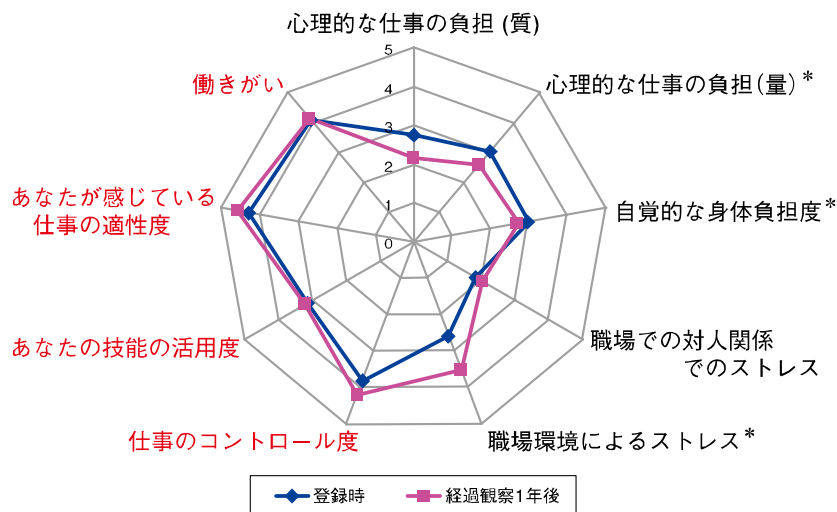 心理的な仕事の負担 (質)
心理的な仕事の負担(量)*
自覚的な身体負担度*
職場での対人関係
でのストレス
職場環境によるストレス*
仕事のコントロール度
あなたの技能の活用度
あなたが感じている
仕事の適性度
働きがい
5
4
3
2
1
0
登録時
経過観察1年後